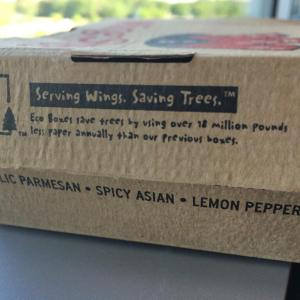 Serving Wings. Saving Trees.™
Eco Boxes save trees by using over 18 million pounds
™ less paper annually than our previous boxes.
LIC PARMESAN • SPICY ASIAN • LEMON PEPPER